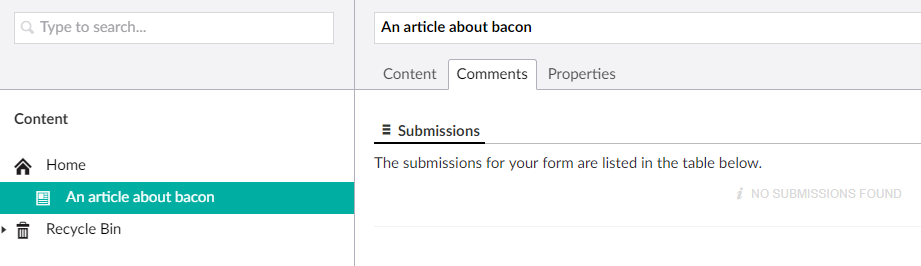 Type to search...
Content
Home
An article about bacon
Recycle Bin
An article about bacon
Content Comments Properties
Submissions
The submissions for your form are listed in the table below.
NO SUBMISSIONS FOUND